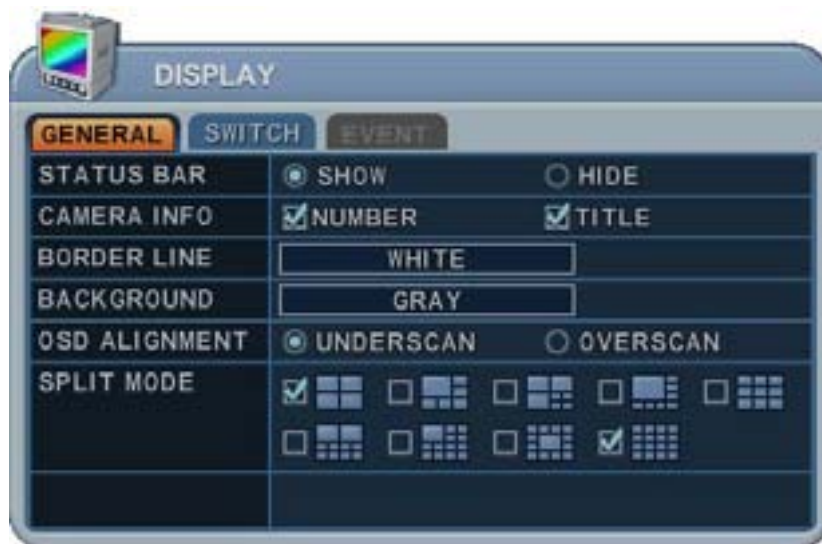 DISPLAY
GENERAL SWITCH EVENT
STATUS BAR SHOW HIDE
CAMERA INFO NUMBER TITLE
BORDER LINE WHITE
BACKGROUND GRAY
OSD ALIGNMENT UNDERSCAN OVERSCAN
SPLIT MODE